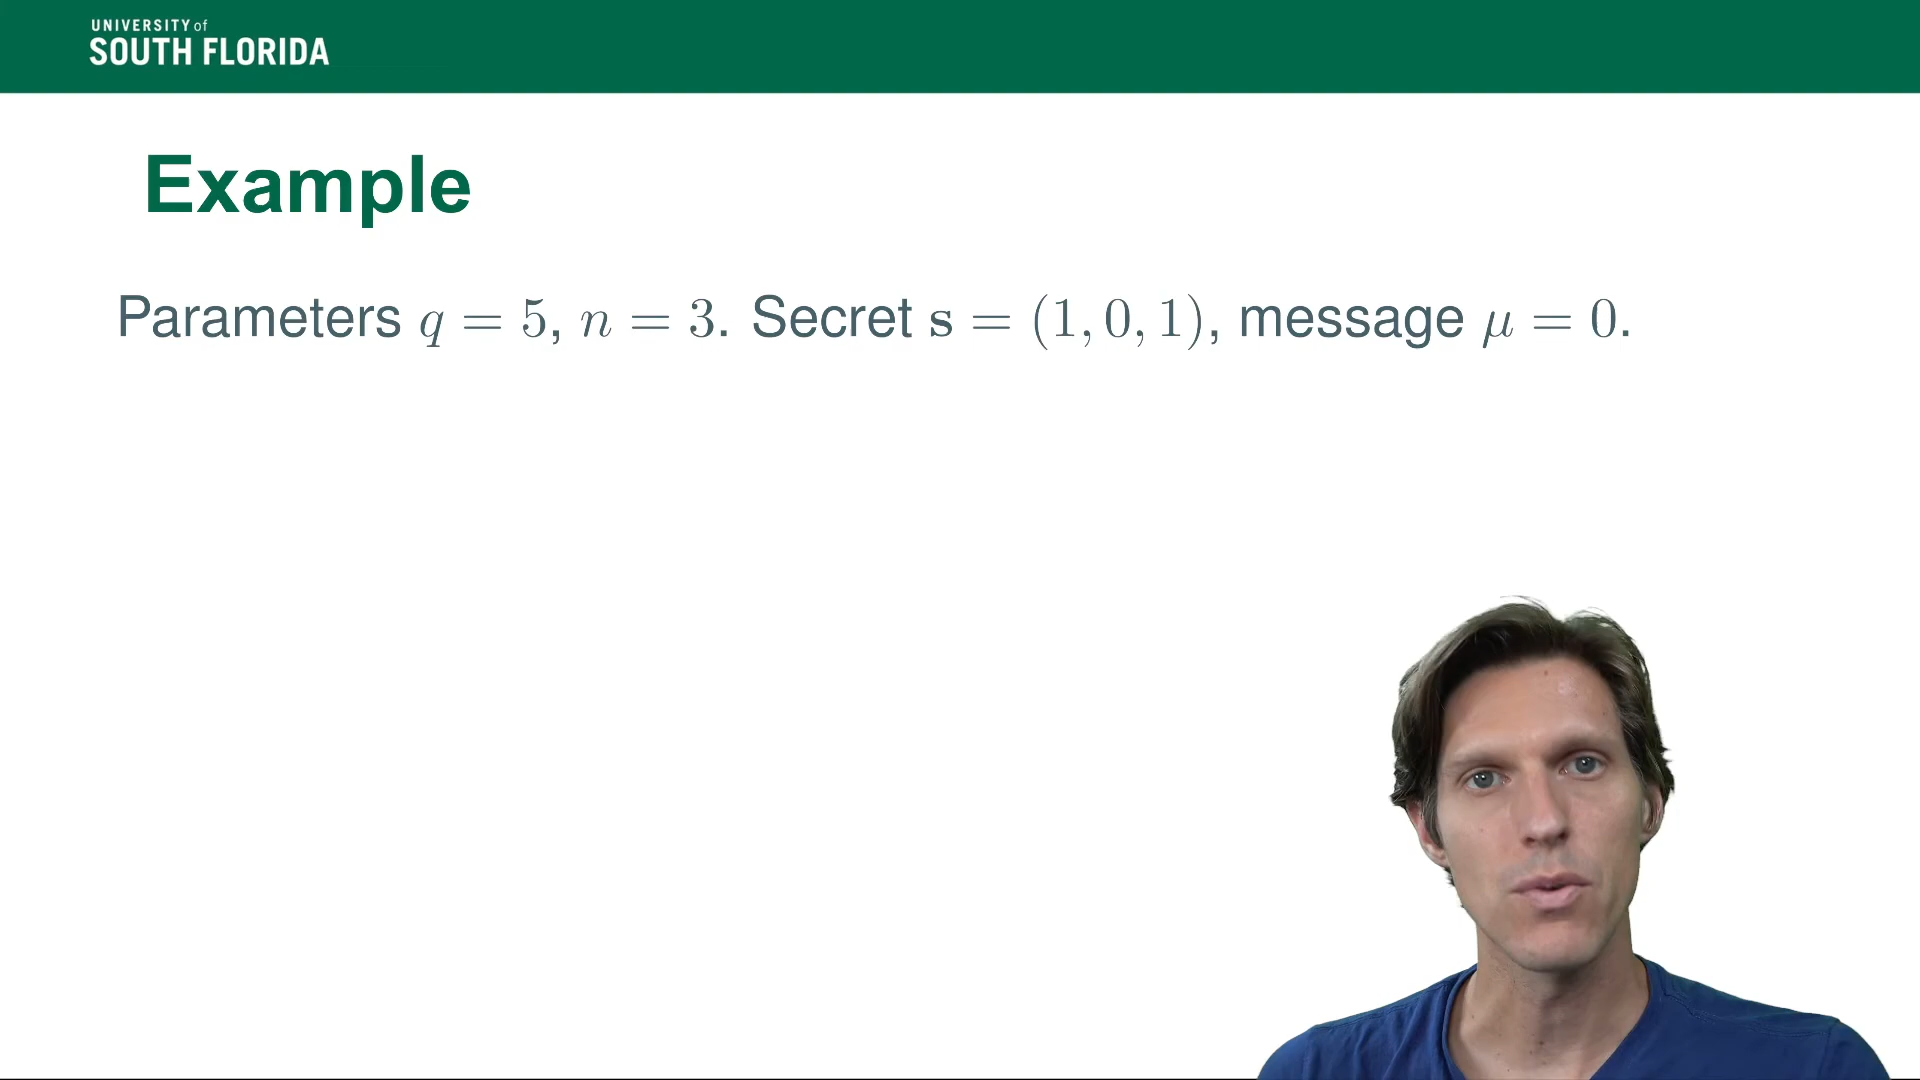 UNIVERSITY of
SOUTH FLORIDA
Example
Parameters q = 5, n = 3. Secret s = (1, 0, 1), message μ = 0.